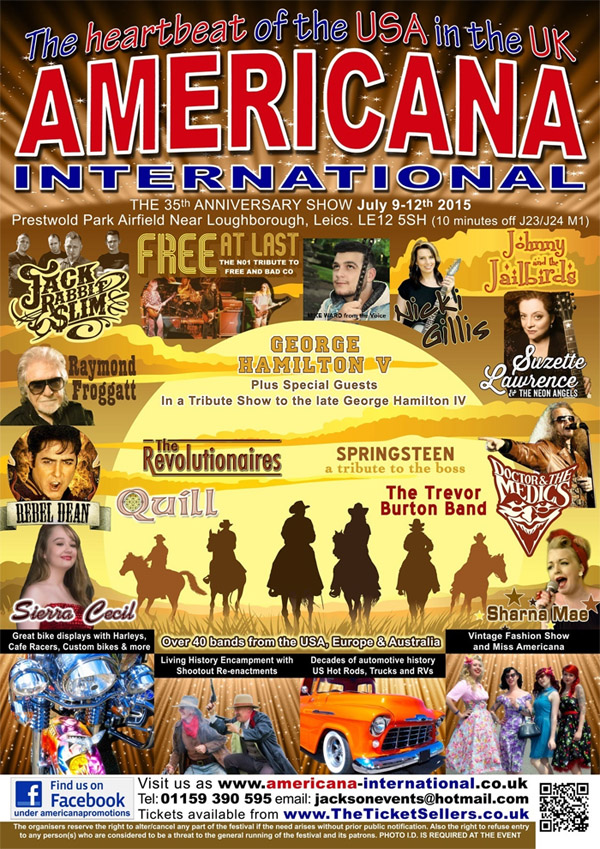 The heartbeat of the USA in the UK
AMERICANA
INTERNATIONAL
THE 35th ANNIVERSARY SHOW July 9-12th 2015
Prestwold Park Airfield Near Loughborough, Leics. LE12 5SH (10 minutes off J23/J24 M1)
JACK
RABBIT
SLIM
FREE AT LAST
THE NO1 TRIBUTE TO
FREE AND BAD CO
MIKE WARD from the Voice
Nicki
Gillis
Johnny
and the
Jailbirds
Suzette
Lawrence
& THE NEON ANGELS
Raymond
Froggatt
GEORGE
HAMILTON V
Plus Special Guests
In a Tribute Show to the late George Hamilton IV
REBEL DEAN
The
Revolutionaires
SPRINGSTEEN
a tribute to the boss
Quill
The Trevor
Burton Band
DOCTOR & THE
MEDICS
Sierra Cecil
Sharna Mae
Great bike displays with Harleys,
Cafe Racers, Custom bikes & more
Over 40 bands from the USA, Europe & Australia
Vintage Fashion Show
and Miss Americana
Living History Encampment with
Shootout Re-enactments
Decades of automotive history
US Hot Rods, Trucks and RVs
f
Find us on
Facebook
under americanapromotions
Visit us as www.americana-international.co.uk
Tel: 01159 390 595 email: jacksonevents@hotmail.com
Tickets available from www.TheTicketSellers.co.uk
The organisers reserve the right to alter/cancel any part of the festival if the need arises without prior public notification. Also the right to refuse entry
to any person(s) who are considered to be a threat to the general running of the festival and its patrons. PHOTO I.D. IS REQUIRED AT THE EVENT